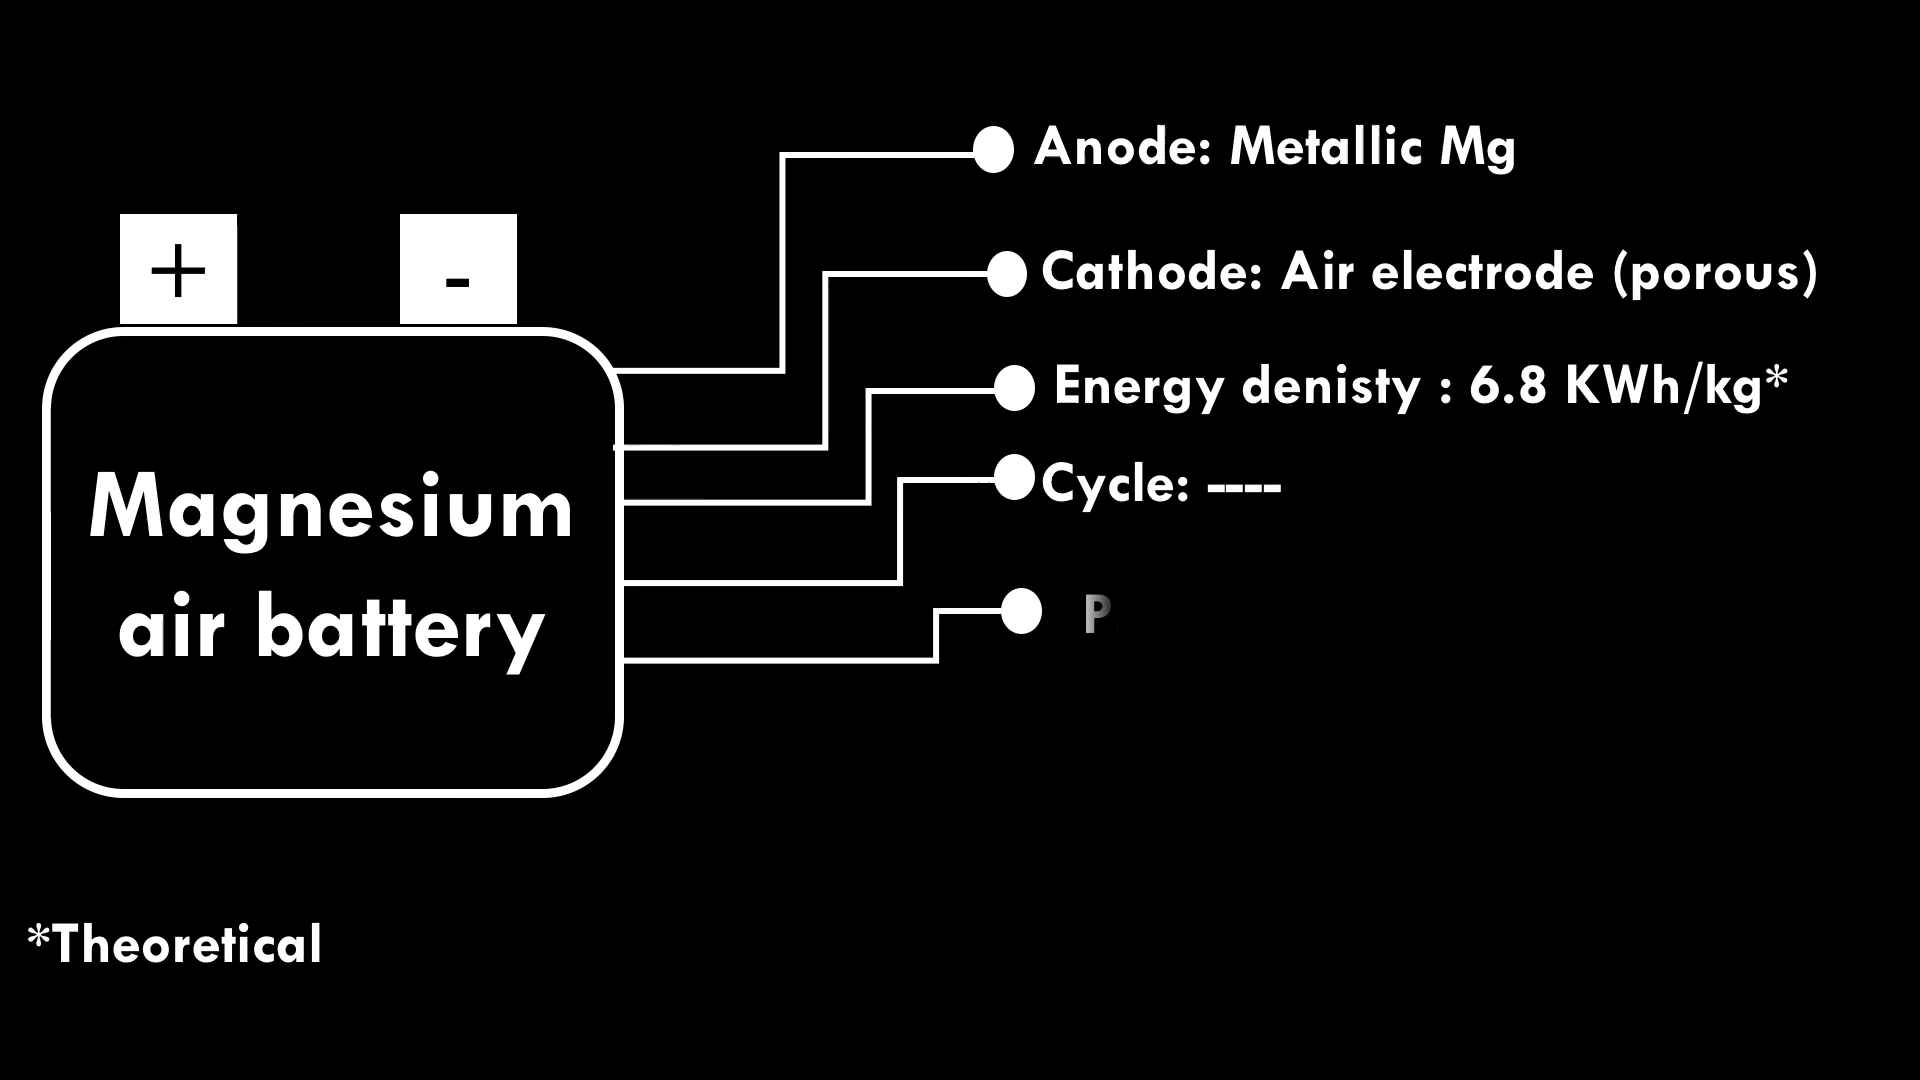 Anode: Metallic Mg
Cathode: Air electrode (porous)
+ -
Energy denisty : 6.8 KWh/kg*
Cycle: ----
Magnesium
air battery
P
*Theoretical